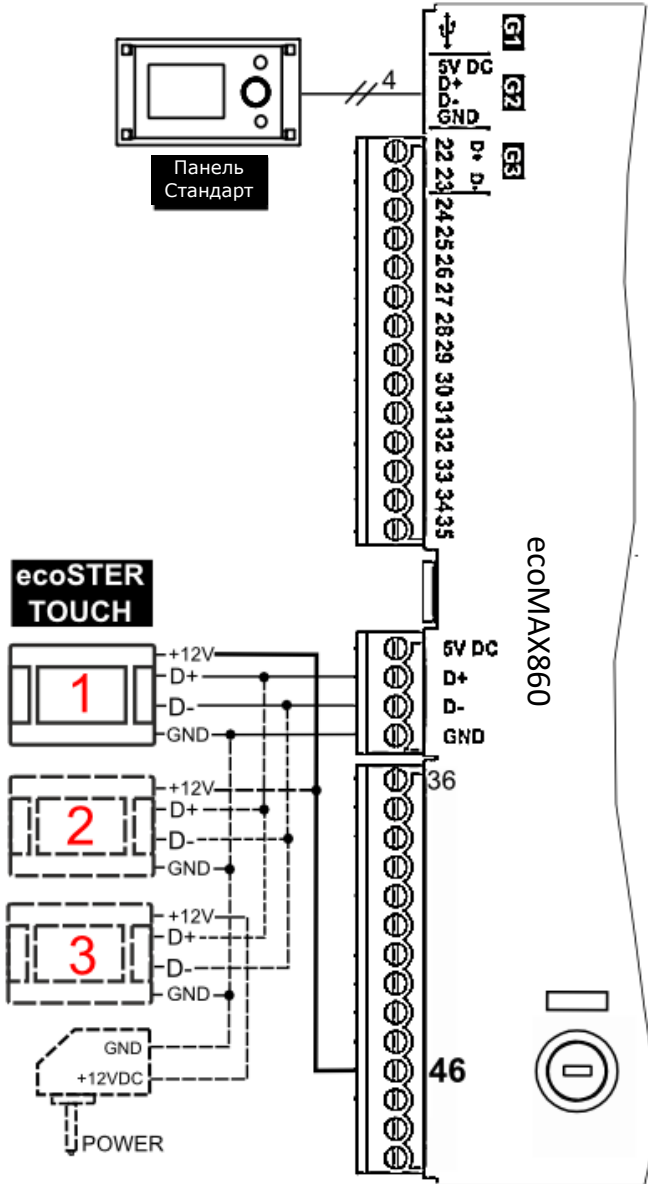 G1
5V DC
D+
D-
GND
G2
4
Панель
Стандарт
22
D+
G3
23
D-
24
25
26
27
28
29
30
31
32
33
34
35
ecoMAX860
ecoSTER
TOUCH
1
+12V
D+
D-
GND
5V DC
D+
D-
GND
2
+12V
D+
D-
GND
36
3
+12V
D+
D-
GND
GND
+12VDC
POWER
46